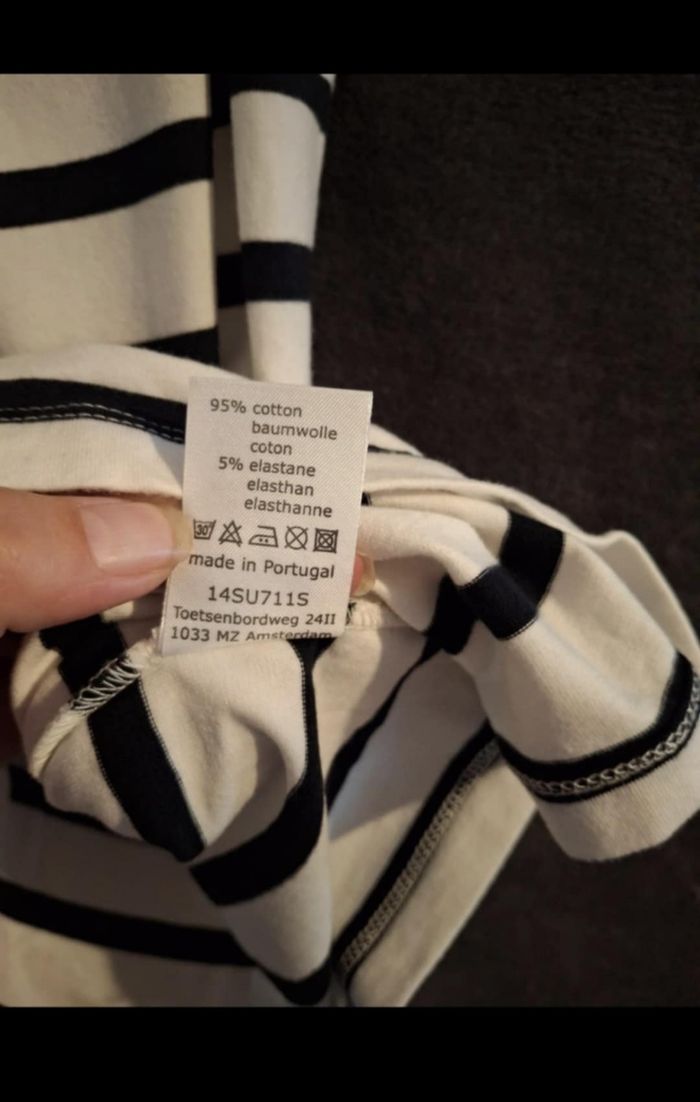 95% cotton
baumwolle
coton
5% elastane
elasthan
elasthanne
30°
made in Portugal
14SU711S
Toetsenbordweg 24II
1033 MZ Amsterdam